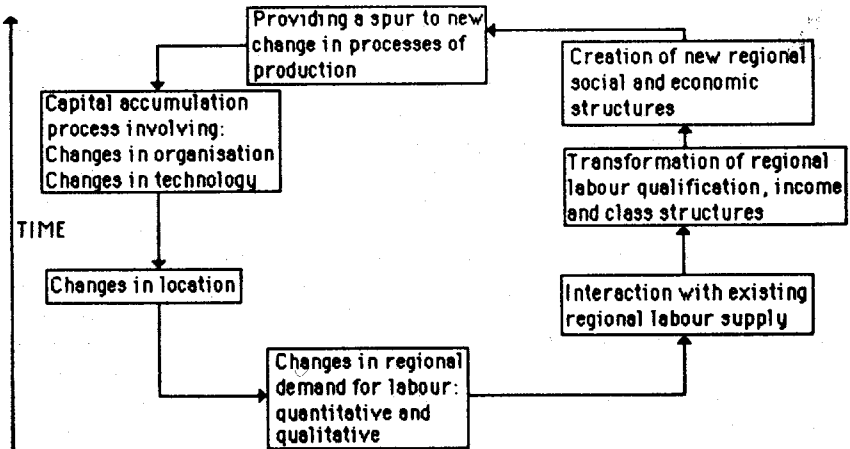 Providing a spur to new
change in processes of
production
Capital accumulation
process involving:
Changes in organisation
Changes in technology
TIME
Changes in location
Changes in regional
demand for labour:
quantitative and
qualitative
Interaction with existing
regional labour supply
Transformation of regional
labour qualification, income
and class structures
Creation of new regional
social and economic
structures